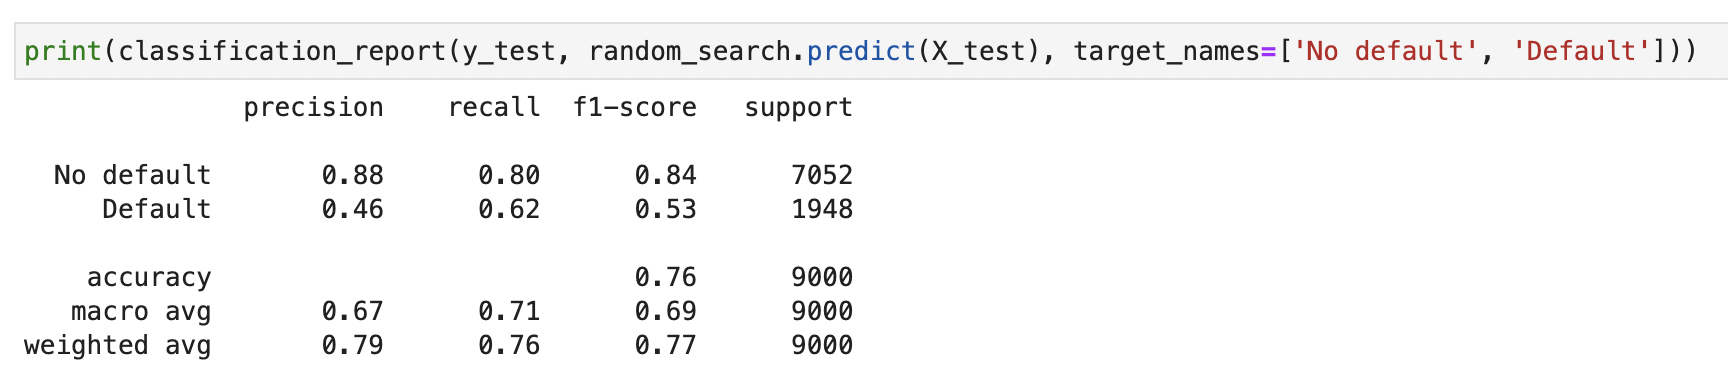 print(classification_report(y_test, random_search.predict(X_test), target_names=['No default', 'Default']))
precision recall f1-score support
No default 0.88 0.80 0.84 7052
Default 0.46 0.62 0.53 1948
accuracy 0.76 9000
macro avg 0.67 0.71 0.69 9000
weighted avg 0.79 0.76 0.77 9000